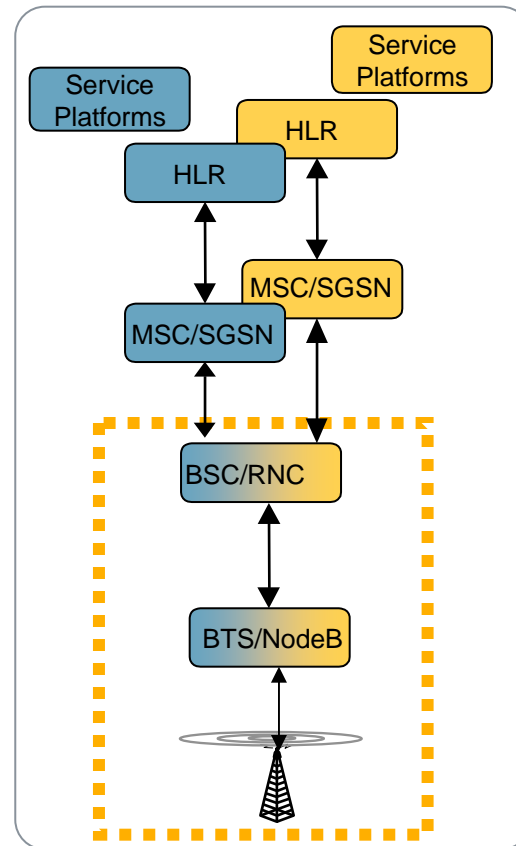 Service
Platforms
Service
Platforms
HLR
HLR
MSC/SGSN
MSC/SGSN
BSC/RNC
BTS/NodeB